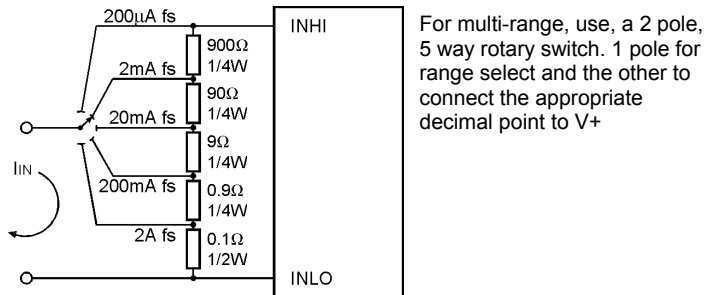 200µA fs
INHI
900Ω
1/4W
2mA fs
90Ω
1/4W
20mA fs
9Ω
1/4W
IIN
200mA fs
0.9Ω
1/4W
2A fs
0.1Ω
1/2W
INLO
For multi-range, use, a 2 pole,
5 way rotary switch. 1 pole for
range select and the other to
connect the appropriate
decimal point to V+